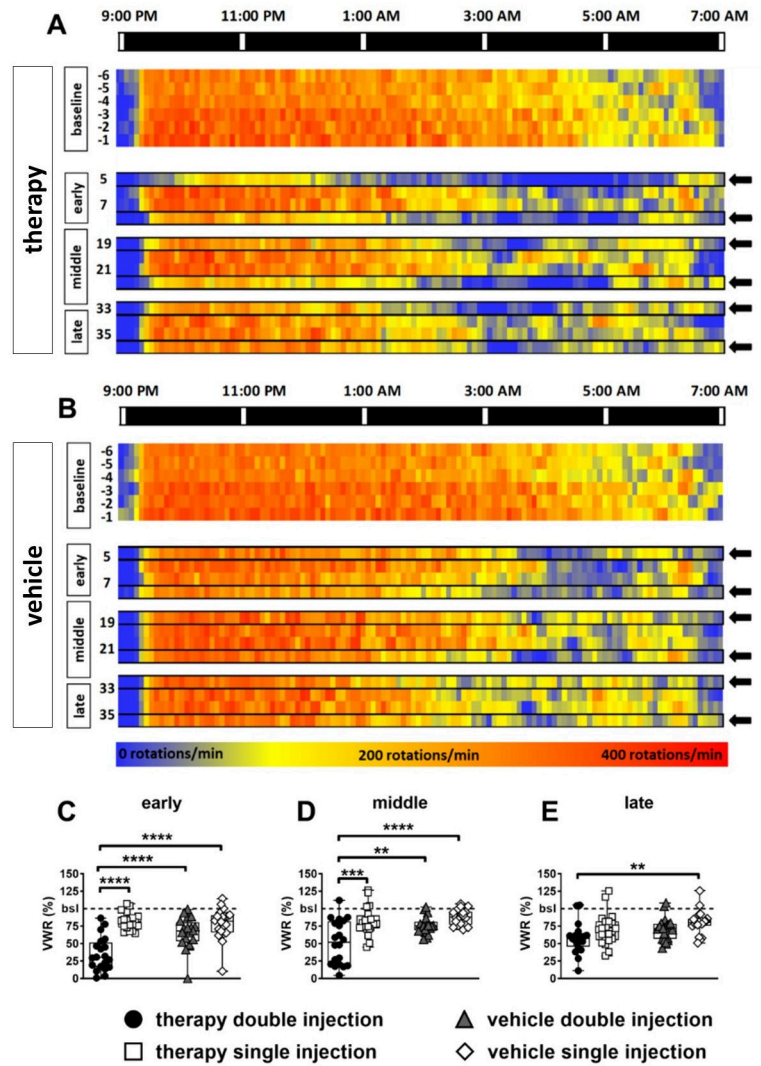 A
9:00 PM 11:00 PM 1:00 AM 3:00 AM 5:00 AM 7:00 AM
therapy
baseline
-6
-5
-4
-3
-2
-1
early
5
7
middle
19
21
late
33
35
B
9:00 PM 11:00 PM 1:00 AM 3:00 AM 5:00 AM 7:00 AM
vehicle
baseline
-6
-5
-4
-3
-2
-1
early
5
7
middle
19
21
late
33
35
0 rotations/min 200 rotations/min 400 rotations/min
C early
****
****
****
VWR (%)
150
125
bsl
75
50
25
0
D middle
****
**
***
VWR (%)
150
125
bsl
75
50
25
0
E late
**
VWR (%)
150
125
bsl
75
50
25
0
therapy double injection vehicle double injection
therapy single injection vehicle single injection